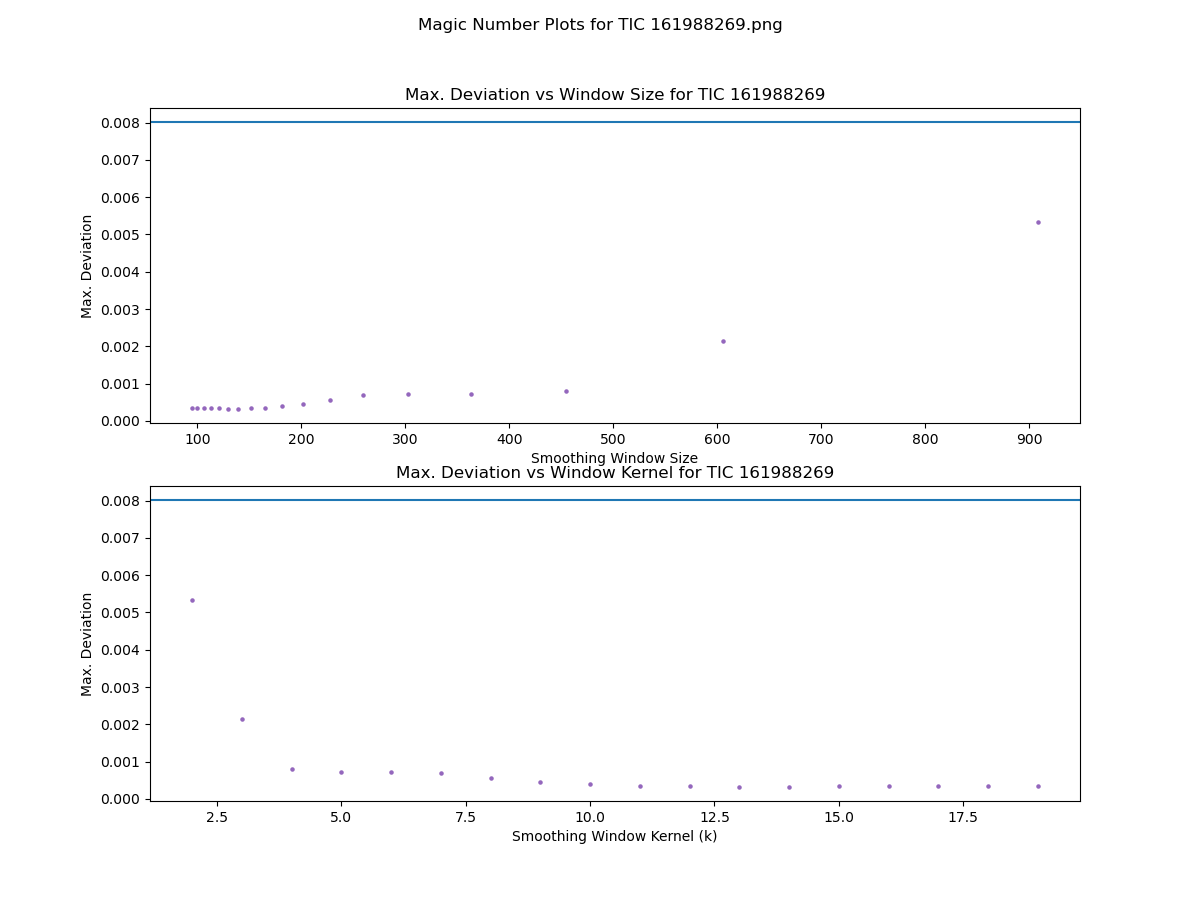 Magic Number Plots for TIC 161988269.png
Max. Deviation vs Window Size for TIC 161988269
0.008
0.007
0.006
0.005
0.004
0.003
0.002
0.001
0.000
Max. Deviation
100 200 300 400 500 600 700 800 900
Smoothing Window Size
Max. Deviation vs Window Kernel for TIC 161988269
0.008
0.007
0.006
0.005
0.004
0.003
0.002
0.001
0.000
Max. Deviation
2.5 5.0 7.5 10.0 12.5 15.0 17.5
Smoothing Window Kernel (k)